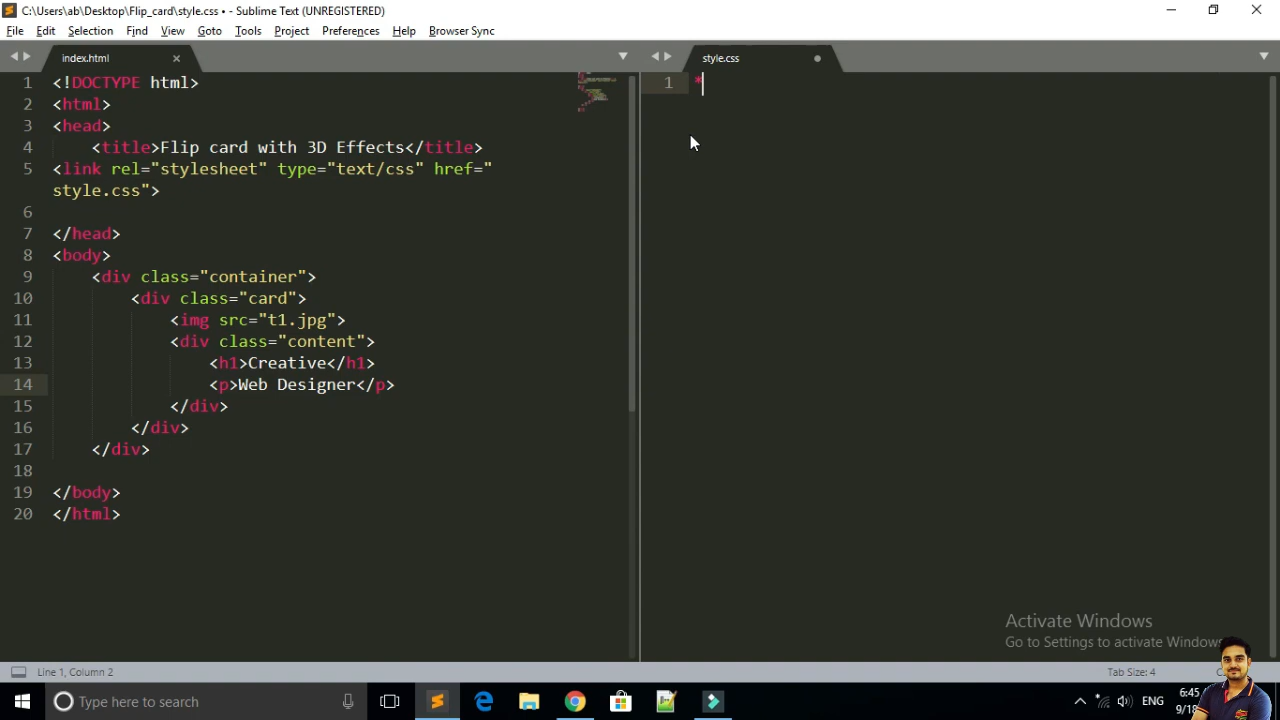 C:\Users\ab\Desktop\Flip_card\style.css • - Sublime Text (UNREGISTERED)
File Edit Selection Find View Goto Tools Project Preferences Help Browser Sync
index.html
style.css
1 <!DOCTYPE html>
2 <html>
3 <head>
4 <title>Flip card with 3D Effects</title>
5 <link rel="stylesheet" type="text/css" href="
style.css">
6
7 </head>
8 <body>
9 <div class="container">
10 <div class="card">
11 <img src="t1.jpg">
12 <div class="content">
13 <h1>Creative</h1>
14 <p>Web Designer</p>
15 </div>
16 </div>
17 </div>
18
19 </body>
20 </html>
1 *
Activate Windows
Go to Settings to activate Windows
Line 1, Column 2
Tab Size: 4
Type here to search
ENG
6:45
9/18